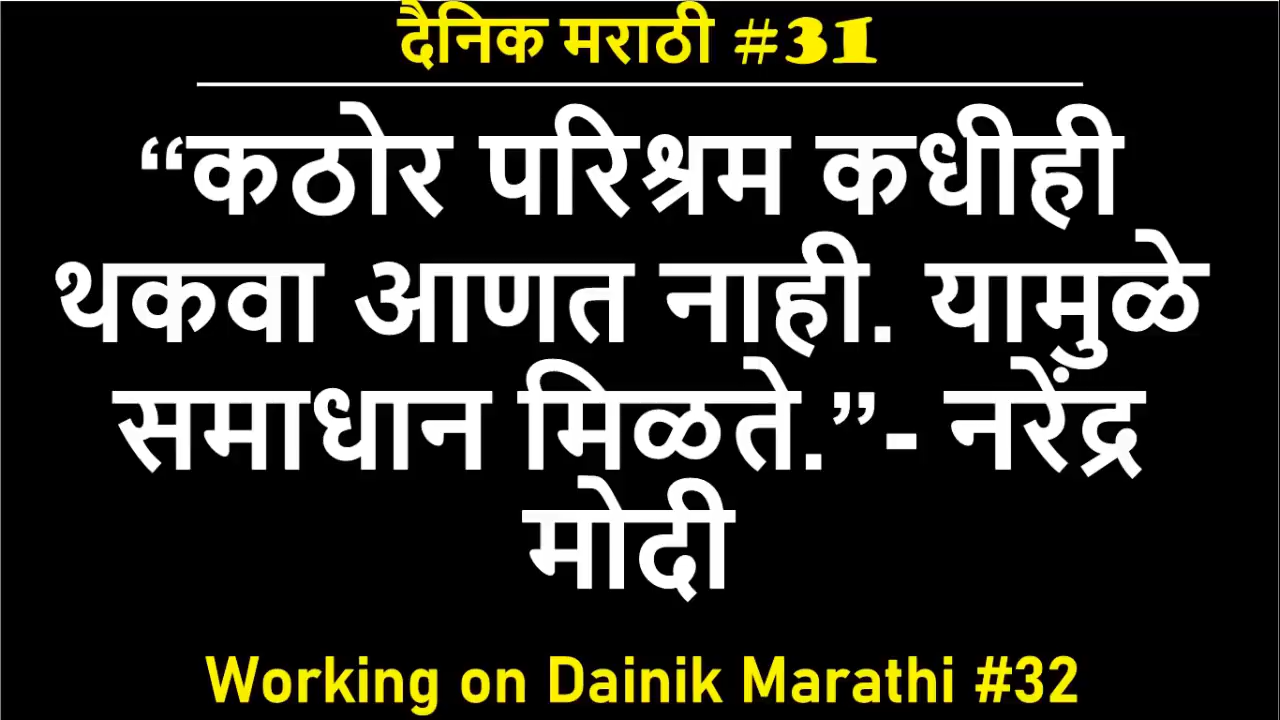 दैनिक मराठी #31
“कठोर परिश्रम कधीही
थकवा आणत नाही. यामुळे
समाधान मिळते.”- नरेंद्र
मोदी
Working on Dainik Marathi #32